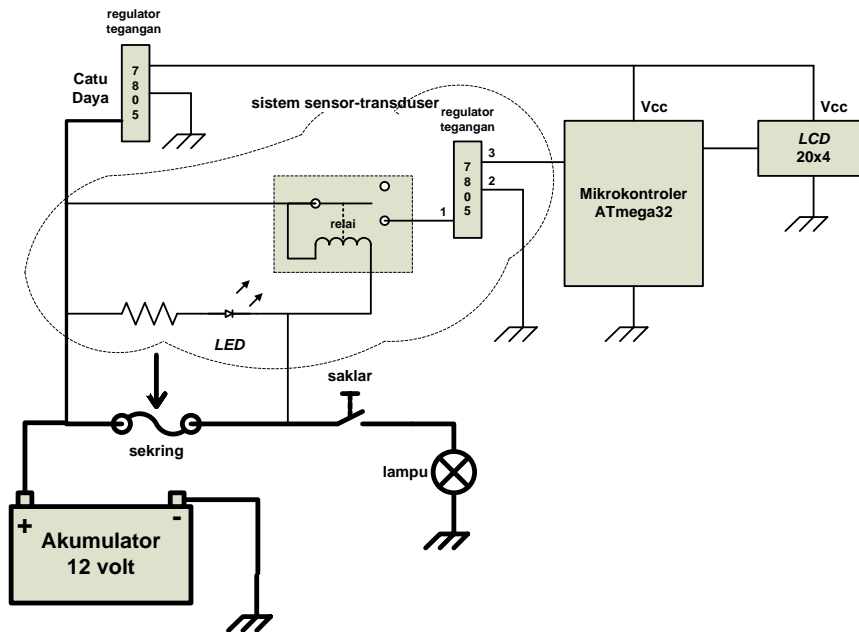 regulator
tegangan
7
8
0
5
Catu
Daya
sistem sensor-transduser
regulator
tegangan
7
8
0
5
3
2
1
relai
LED
Vcc
Vcc
Mikrokontroler
ATmega32
LCD
20x4
saklar
sekring
lampu
+
-
Akumulator
12 volt